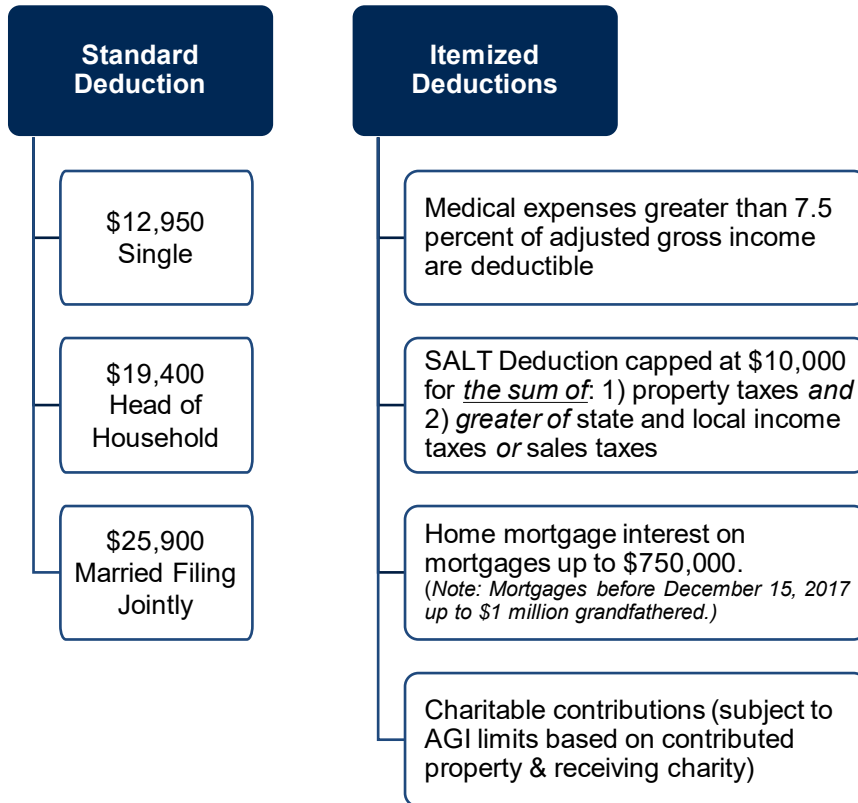 Standard
Deduction
$12,950
Single
$19,400
Head of
Household
$25,900
Married Filing
Jointly
Itemized
Deductions
Medical expenses greater than 7.5
percent of adjusted gross income
are deductible
SALT Deduction capped at $10,000
for the sum of: 1) property taxes and
2) greater of state and local income
taxes or sales taxes
Home mortgage interest on
mortgages up to $750,000.
(Note: Mortgages before December 15, 2017
up to $1 million grandfathered.)
Charitable contributions (subject to
AGI limits based on contributed
property & receiving charity)